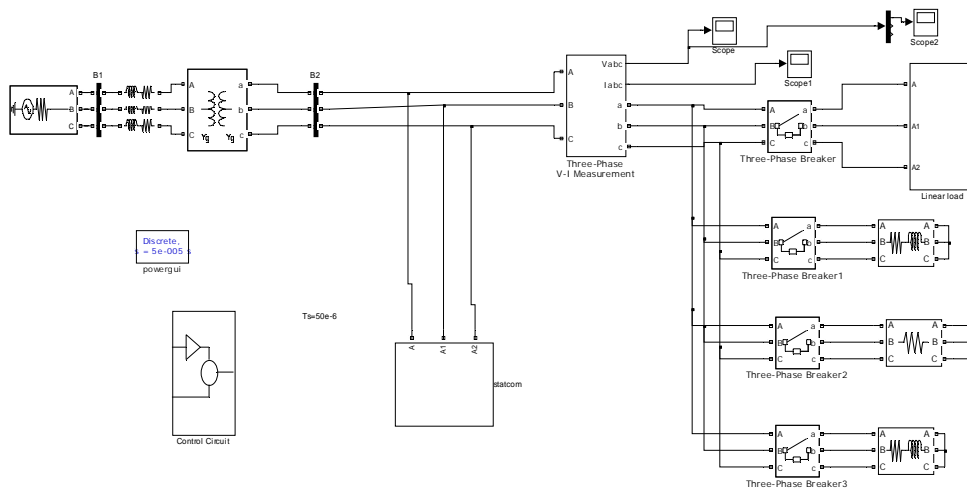 Scope
Scope2
B1
B2
Vabc
Iabc
Scope1
A
B
C
A
B
C
Yg
Yg
a
b
c
A
B
C
a
b
c
Three-Phase
V-I Measurement
A
B
C
a
b
c
Three-Phase Breaker
A
A1
A2
Linear load
Discrete,
s = 5e-005 s
powergui
A
B
C
a
b
c
Three-Phase Breaker1
A
B
C
A
B
C
Ts=50e-6
Control Circuit
A
A1
A2
statcom
A
B
C
a
b
c
Three-Phase Breaker2
A
B
C
A
B
C
A
B
C
a
b
c
Three-Phase Breaker3
A
B
C
A
B
C